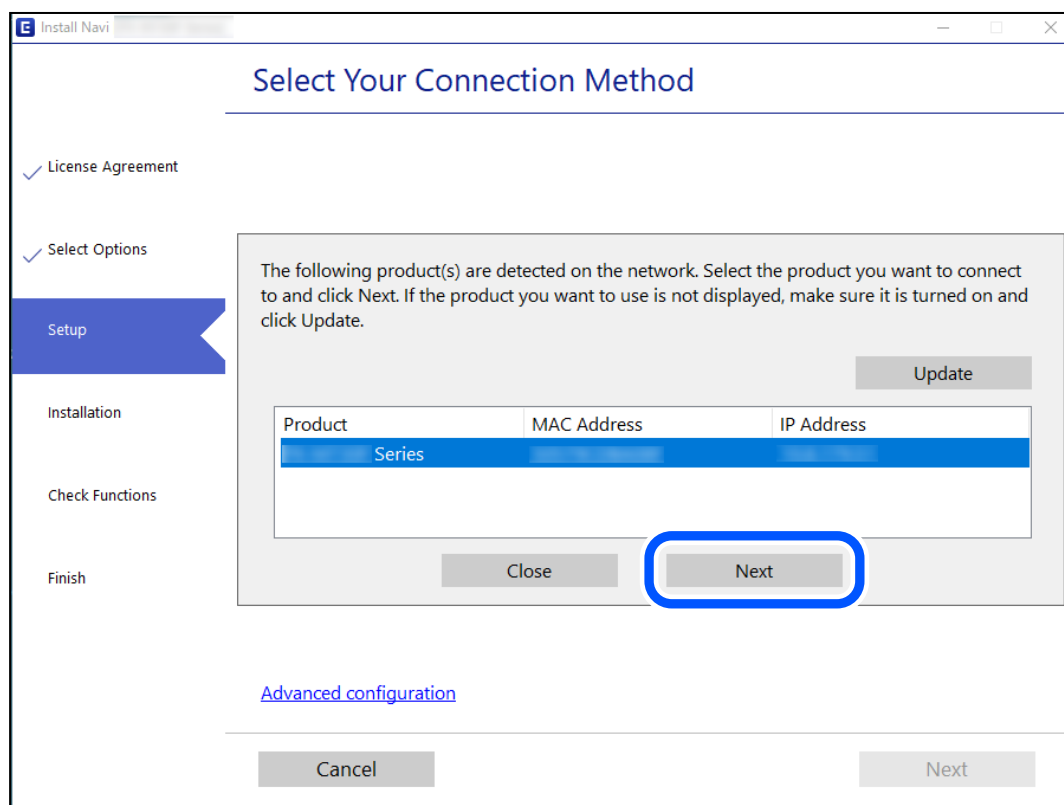 E Install Navi
Select Your Connection Method
License Agreement
Select Options
Setup
Installation
Check Functions
Finish
The following product(s) are detected on the network. Select the product you want to connect
to and click Next. If the product you want to use is not displayed, make sure it is turned on and
click Update.
Update
Product MAC Address IP Address
Series
Close Next
Advanced configuration
Cancel Next